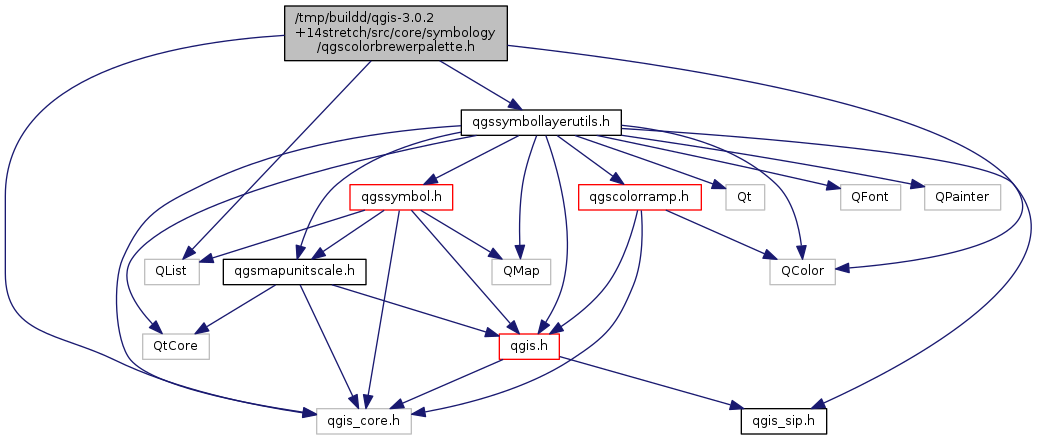 /tmp/buildd/qgis-3.0.2
+14stretch/src/core/symbology
/qgscolorbrewerpalette.h
qgssymbollayerutils.h
qgssymbol.h
qgscolorramp.h
Qt
QFont
QPainter
QList
qgsmapunitscale.h
QMap
QColor
QtCore
qgis.h
qgis_core.h
qgis_sip.h